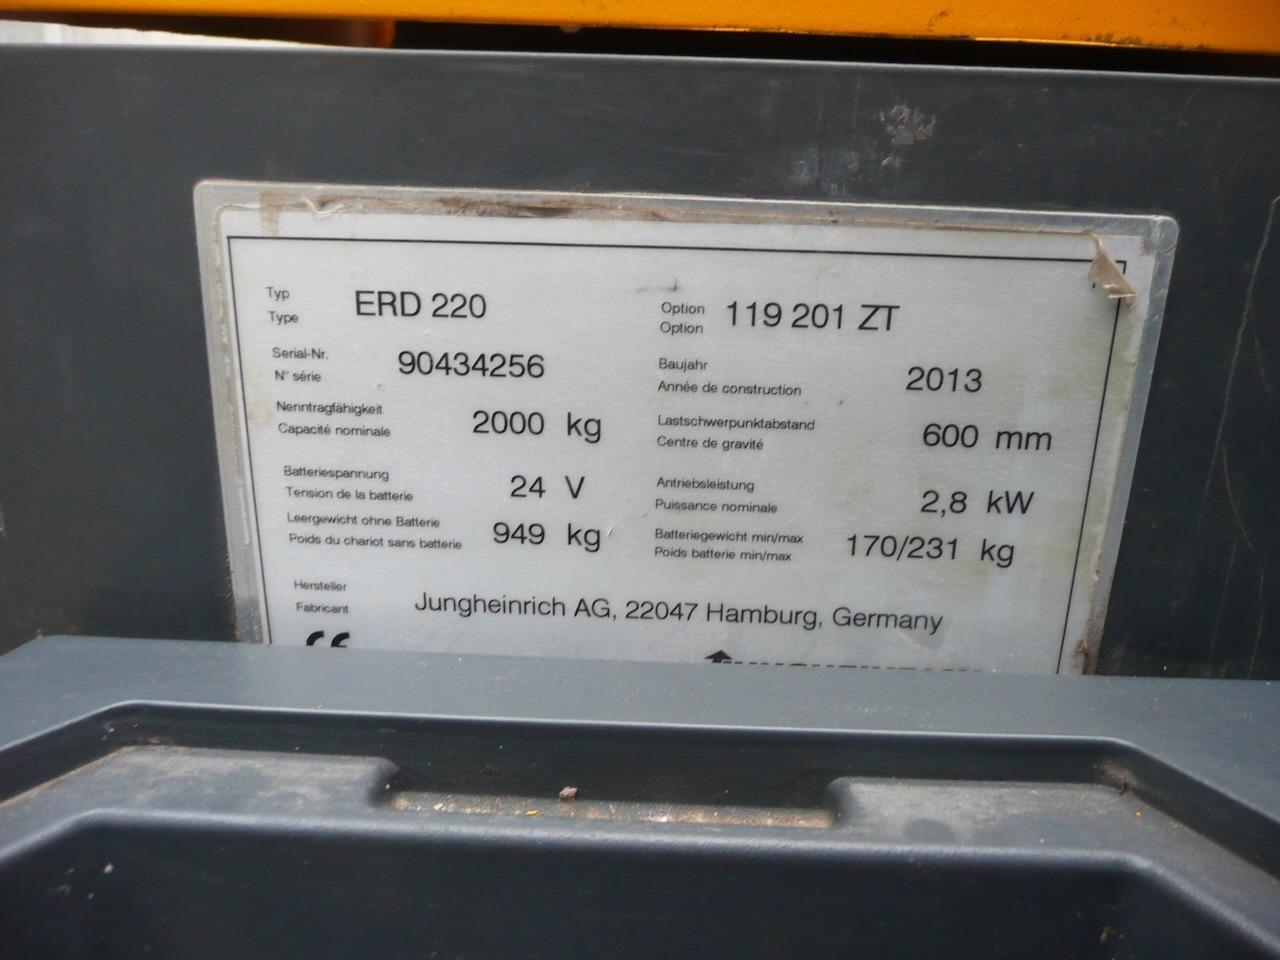 Typ
Type
ERD 220
Option
Option
119 201 ZT
Serial-Nr.
N° série
90434256
Baujahr
Année de construction
2013
Nenntragfähigkeit
Capacité nominale
2000 kg
Lastschwerpunktabstand
Centre de gravité
600 mm
Batteriespannung
Tension de la batterie
24 V
Antriebsleistung
Puissance nominale
2,8 kW
Leergewicht ohne Batterie
Poids du chariot sans batterie
949 kg
Batteriegewicht min/max
Poids batterie min/max
170/231 kg
Hersteller
Fabricant
Jungheinrich AG, 22047 Hamburg, Germany
CE